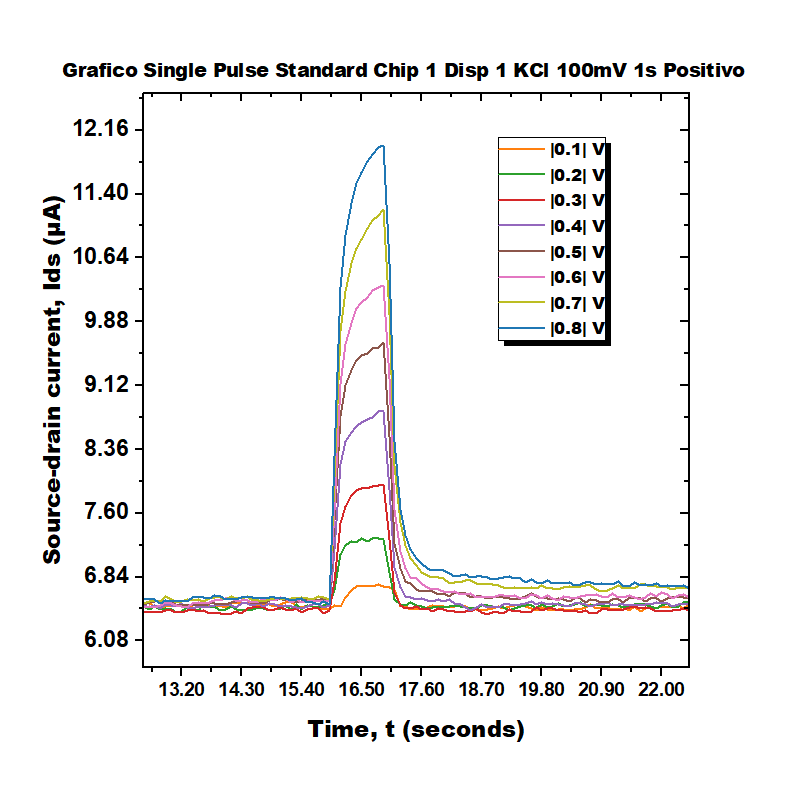 Grafico Single Pulse Standard Chip 1 Disp 1 KCl 100mV 1s Positivo
12.16
11.40
10.64
9.88
9.12
8.36
7.60
6.84
6.08
Source-drain current, Ids (µA)
|0.1| V
|0.2| V
|0.3| V
|0.4| V
|0.5| V
|0.6| V
|0.7| V
|0.8| V
13.20 14.30 15.40 16.50 17.60 18.70 19.80 20.90 22.00
Time, t (seconds)